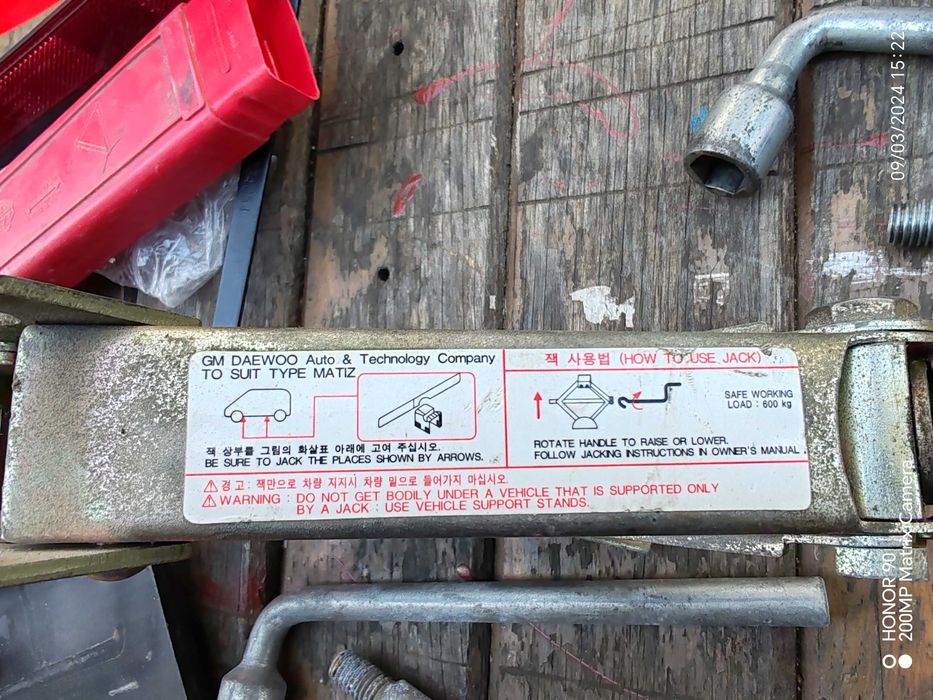 GM DAEWOO Auto & Technology Company
TO SUIT TYPE MATIZ
잭 상부를 그림의 화살표 아래에 고여 주십시오.
BE SURE TO JACK THE PLACES SHOWN BY ARROWS.
잭 사용법 (HOW TO USE JACK)
SAFE WORKING
LOAD : 600 kg
ROTATE HANDLE TO RAISE OR LOWER.
FOLLOW JACKING INSTRUCTIONS IN OWNER'S MANUAL.
경고 : 잭만으로 차량 지지시 차량 밑으로 들어가지 마십시오.
WARNING : DO NOT GET BODILY UNDER A VEHICLE THAT IS SUPPORTED ONLY
BY A JACK : USE VEHICLE SUPPORT STANDS.
09/03/2024 15:22
HONOR 90
200MP Matrix Camera